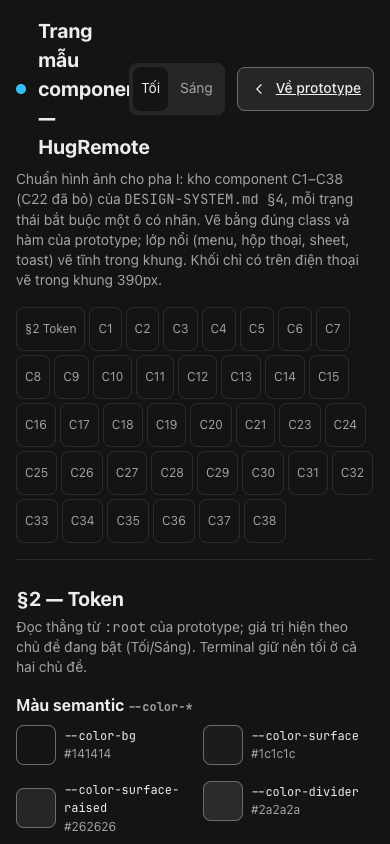 Trang
mẫu
componen
—
HugRemote
Tối Sáng
Về prototype
Chuẩn hình ảnh cho pha I: kho component C1–C38
(C22 đã bỏ) của DESIGN-SYSTEM.md §4, mỗi trạng
thái bắt buộc một ô có nhãn. Vẽ bằng đúng class và
hàm của prototype; lớp nổi (menu, hộp thoại, sheet,
toast) vẽ tĩnh trong khung. Khối chỉ có trên điện thoại
vẽ trong khung 390px.
§2 Token C1 C2 C3 C4 C5 C6 C7
C8 C9 C10 C11 C12 C13 C14 C15
C16 C17 C18 C19 C20 C21 C23 C24
C25 C26 C27 C28 C29 C30 C31 C32
C33 C34 C35 C36 C37 C38
§2 — Token
Đọc thẳng từ :root của prototype; giá trị hiện theo
chủ đề đang bật (Tối/Sáng). Terminal giữ nền tối ở cả
hai chủ đề.
Màu semantic --color-*
--color-bg
#141414
--color-surface
#1c1c1c
--color-surface-
raised
#262626
--color-divider
#2a2a2a